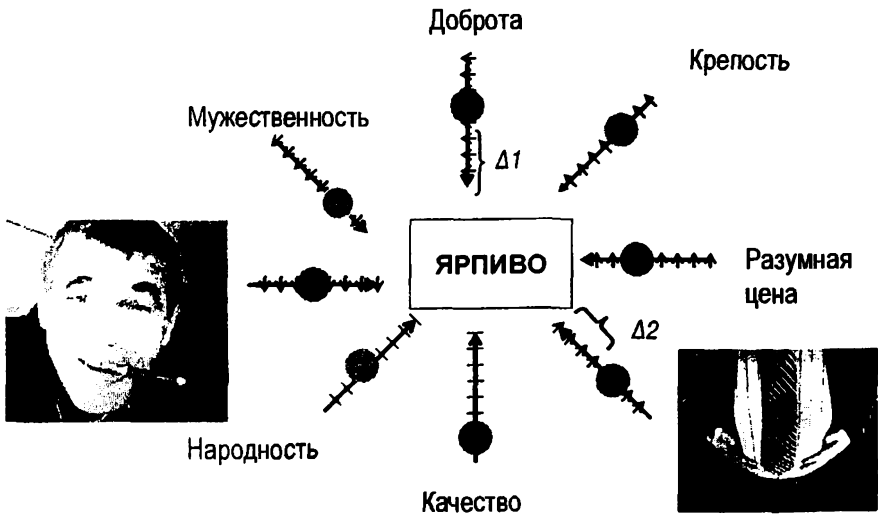 Доброта
Крепость
Мужественность
Δ1
ЯРПИВО
Разумная
цена
Δ2
Народность
Качество